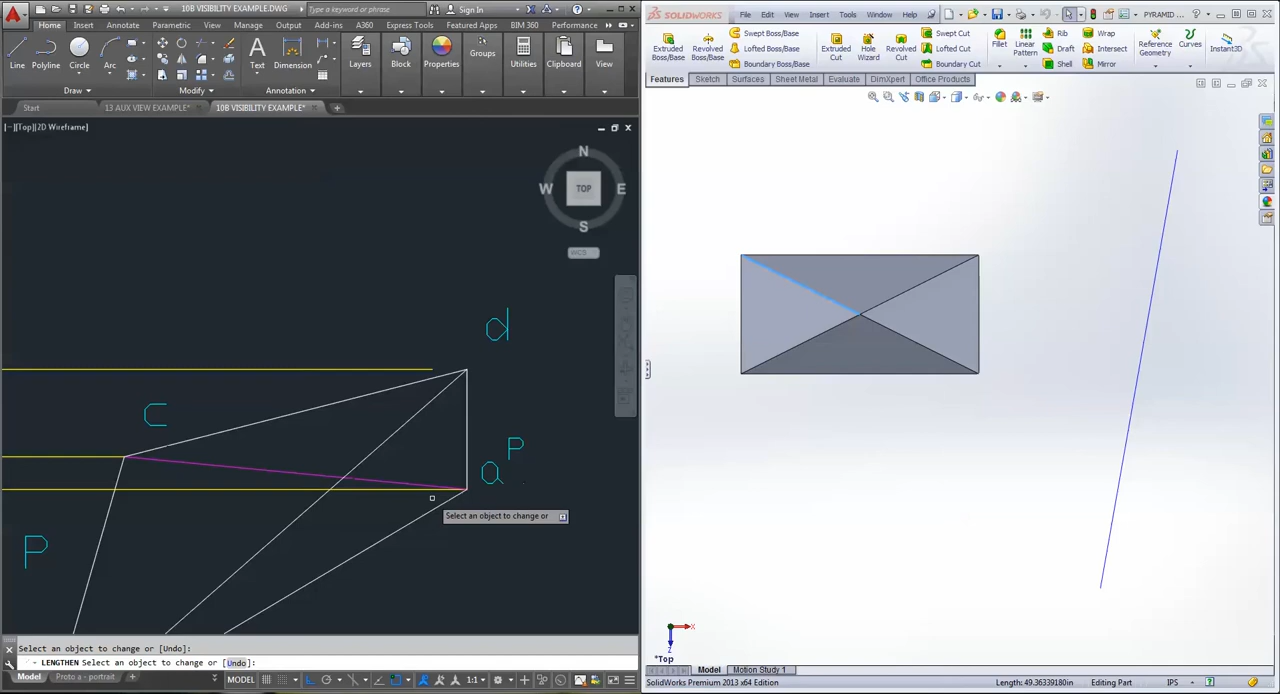 10B VISIBILITY EXAMPLE.DWG
Type a keyword or phrase
Sign In
Home Insert Annotate Parametric View Manage Output Express Tools Add-ins Featured Apps BIM 360 Performance
Line Polyline Circle Arc
Text Dimension
Layers Block Properties Groups Utilities Clipboard View
Draw Modify Annotation
Start 13 AUX VIEW EXAMPLE* 10B VISIBILITY EXAMPLE*
[−][Top][2D Wireframe]
N
W TOP E
S
WCS
d
c
P
a
P
Select an object to change or
Select an object to change or [Undo]:
LENGTHEN Select an object to change or [Undo]:
Model Proto a - portrait
MODEL 1:1
SOLIDWORKS File Edit View Insert Tools Window Help PYRAMID ...
Extruded Boss/Base
Revolved Boss/Base
Swept Boss/Base
Lofted Boss/Base
Boundary Boss/Base
Extruded Cut
Hole Wizard
Revolved Cut
Swept Cut
Lofted Cut
Boundary Cut
Fillet
Linear Pattern
Rib
Draft
Shell
Wrap
Intersect
Mirror
Reference Geometry
Curves
Instant3D
Features Sketch Surfaces Sheet Metal Evaluate DimXpert Office Products
X
Z
*Top
Model Motion Study 1
SolidWorks Premium 2013 x64 Edition Length: 49.36339180in Editing Part IPS